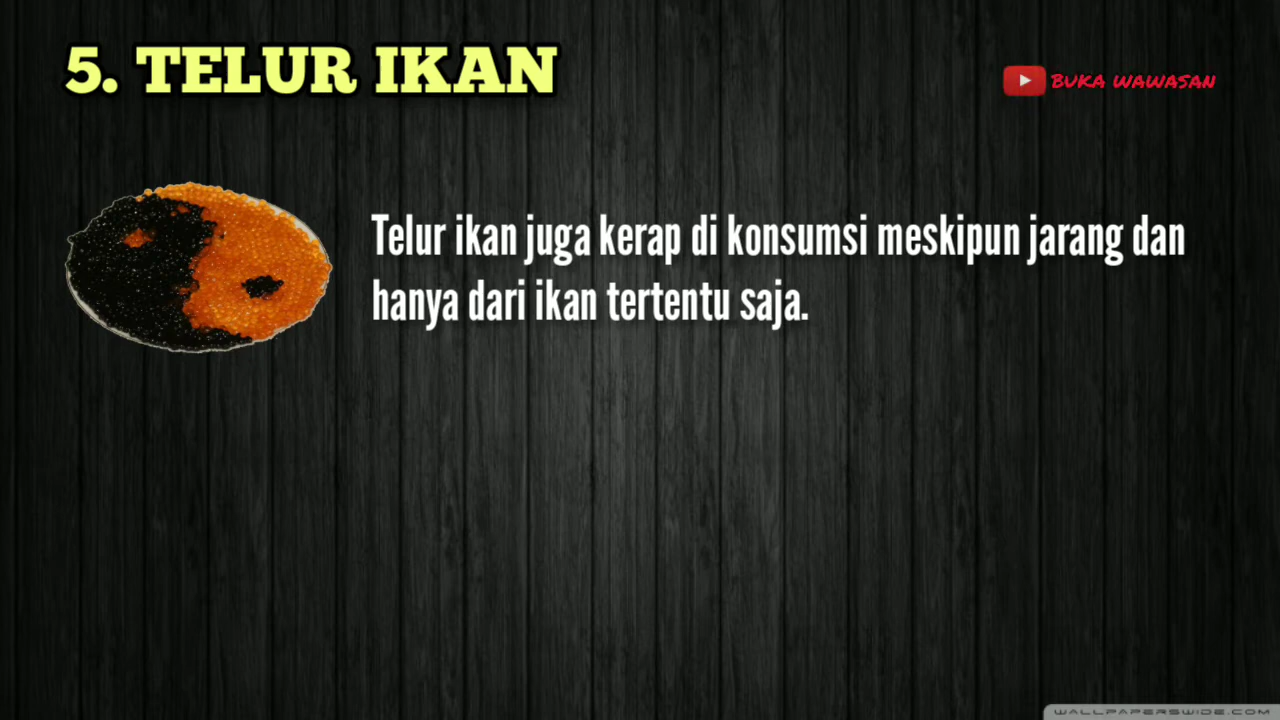 5. TELUR IKAN
BUKA WAWASAN
Telur ikan juga kerap di konsumsi meskipun jarang dan
hanya dari ikan tertentu saja.
WALLPAPERSWIDE.COM